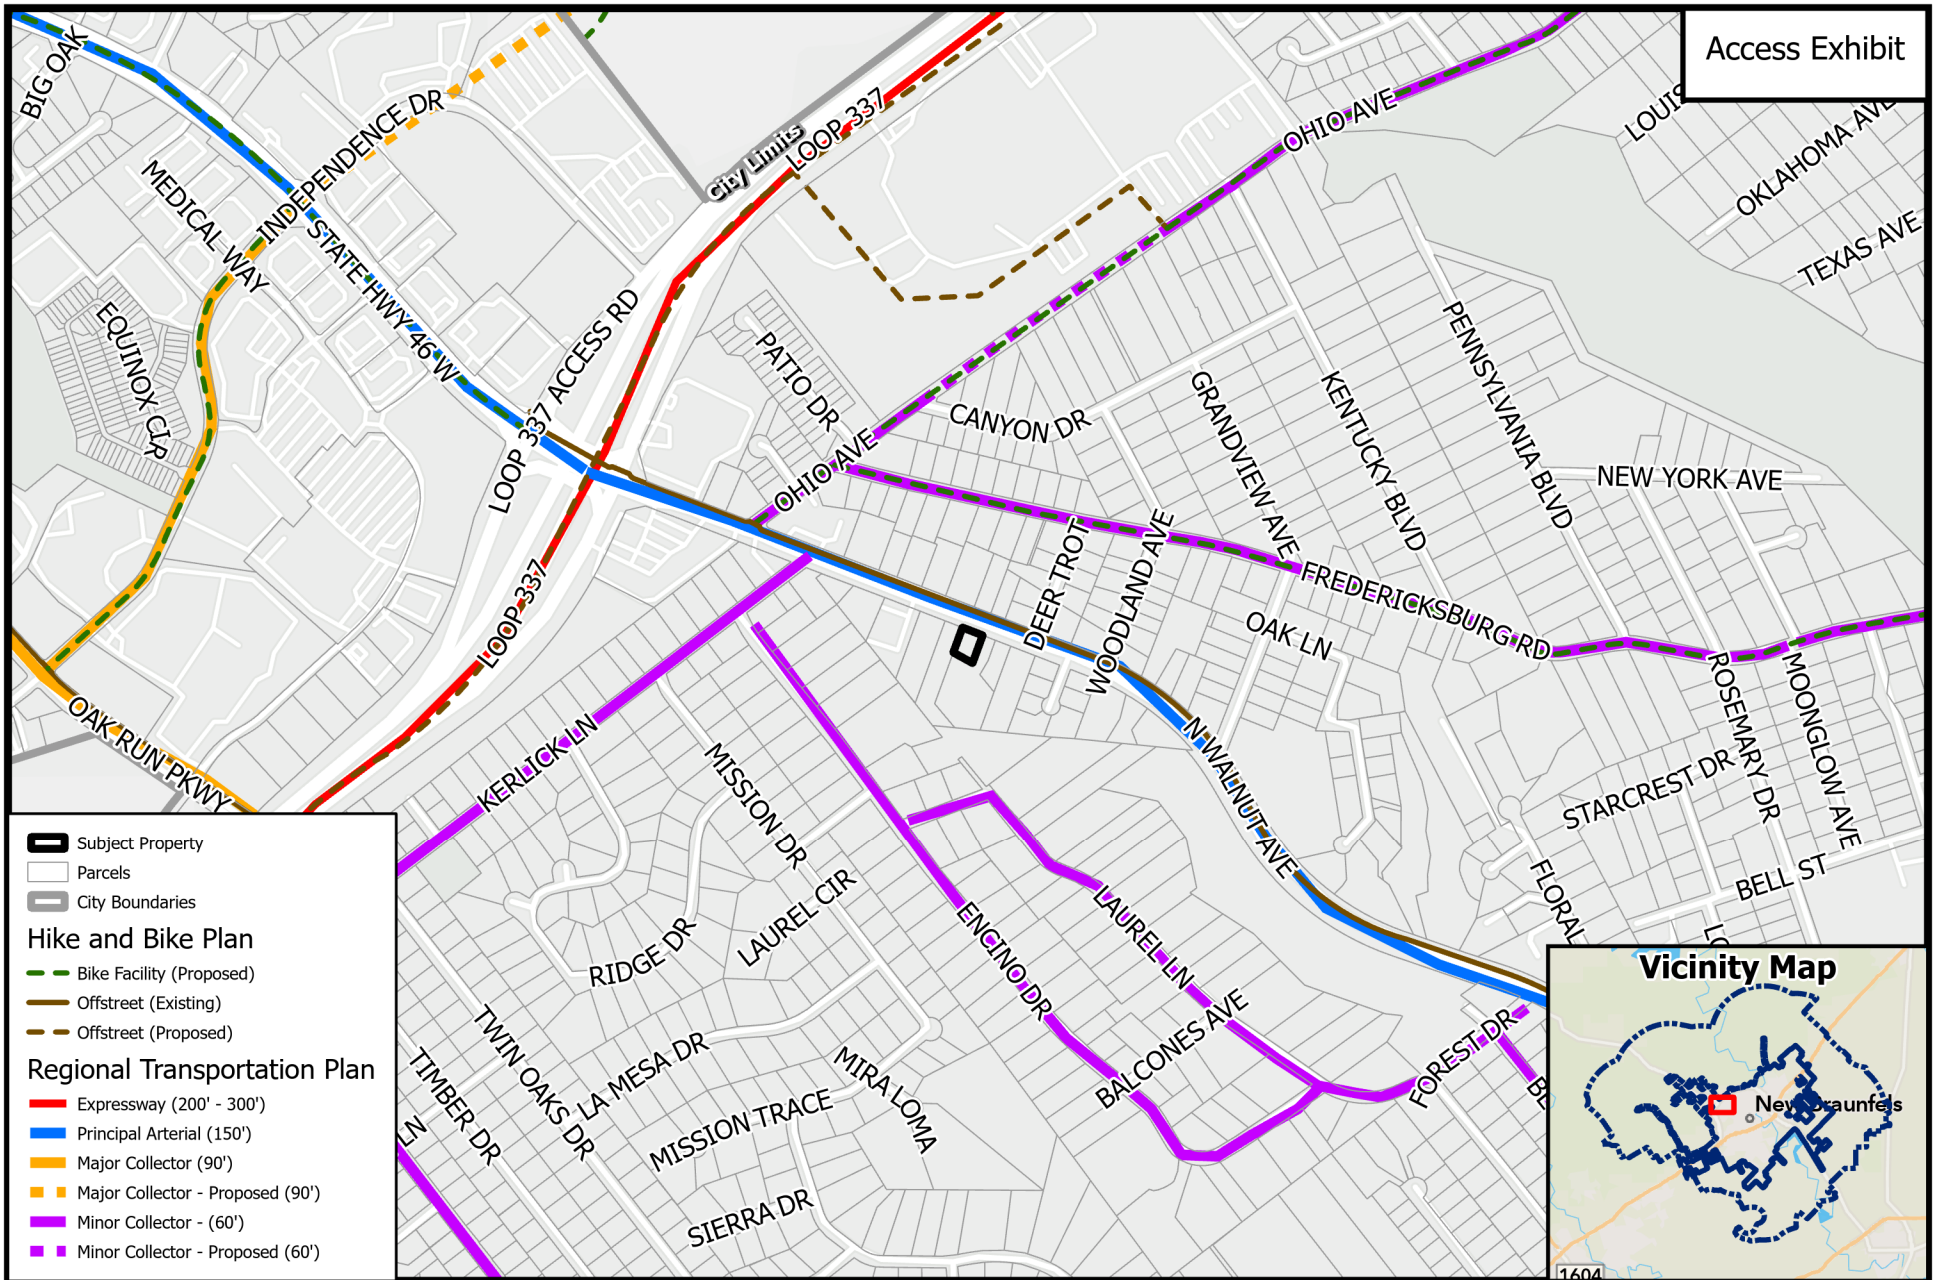 Access Exhibit
BIG OAK
INDEPENDENCE DR
City Limits
LOOP 337
OHIO AVE
OKLAHOMA AVE
TEXAS AVE
MEDICAL WAY
STATE HWY 46 W
EQUINOX CIR
LOOP 337 ACCESS RD
PATIO DR
OHIO AVE
CANYON DR
GRANDVIEW AVE
KENTUCKY BLVD
PENNSYLVANIA BLVD
NEW YORK AVE
LOOP 337
DEER TROT
WOODLAND AVE
FREDERICKSBURG RD
OAK LN
ROSEMARY DR
MOONGLOW AVE
OAK RUN PKWY
KERLICK LN
MISSION DR
N WALNUT AVE
STARCREST DR
BELL ST
FLORAL
LAUREL CIR
RIDGE DR
ENCINO DR
LAUREL LN
BALCONES AVE
FOREST DR
TWIN OAKS DR
LA MESA DR
TIMBER DR
MIRA LOMA
MISSION TRACE
SIERRA DR
LN
Subject Property
Parcels
City Boundaries
Hike and Bike Plan
Bike Facility (Proposed)
Offstreet (Existing)
Offstreet (Proposed)
Regional Transportation Plan
Expressway (200' - 300')
Principal Arterial (150')
Major Collector (90')
Major Collector - Proposed (90')
Minor Collector - (60')
Minor Collector - Proposed (60')
Vicinity Map
New Braunfels
1604